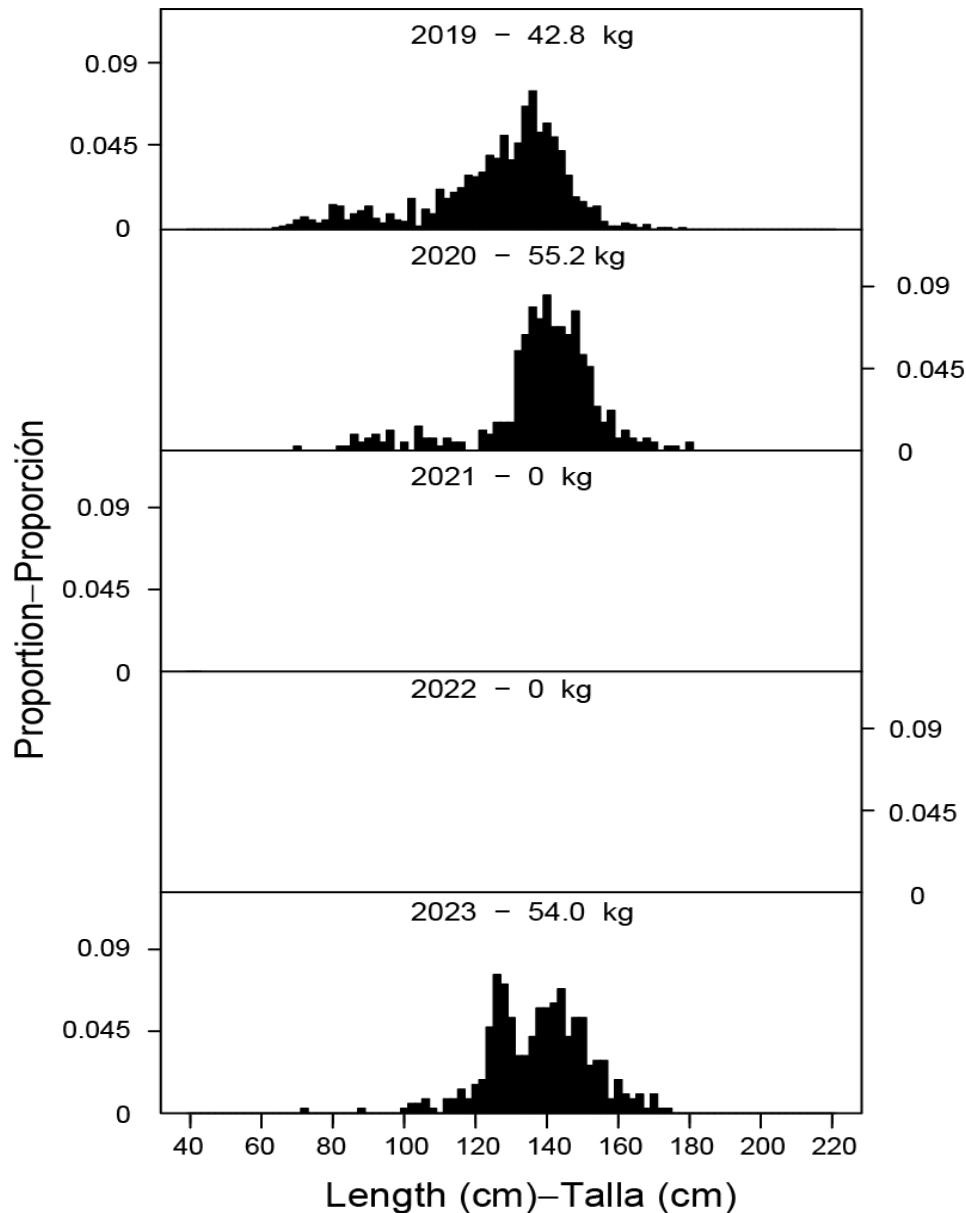 2019 − 42.8 kg
0.09
0.045
0
2020 − 55.2 kg
0.09
0.045
0
2021 − 0 kg
0.09
0.045
0
2022 − 0 kg
0.09
0.045
0
2023 − 54.0 kg
0.09
0.045
0
40 60 80 100 120 140 160 180 200 220
Length (cm)−Talla (cm)
Proportion−Proporción